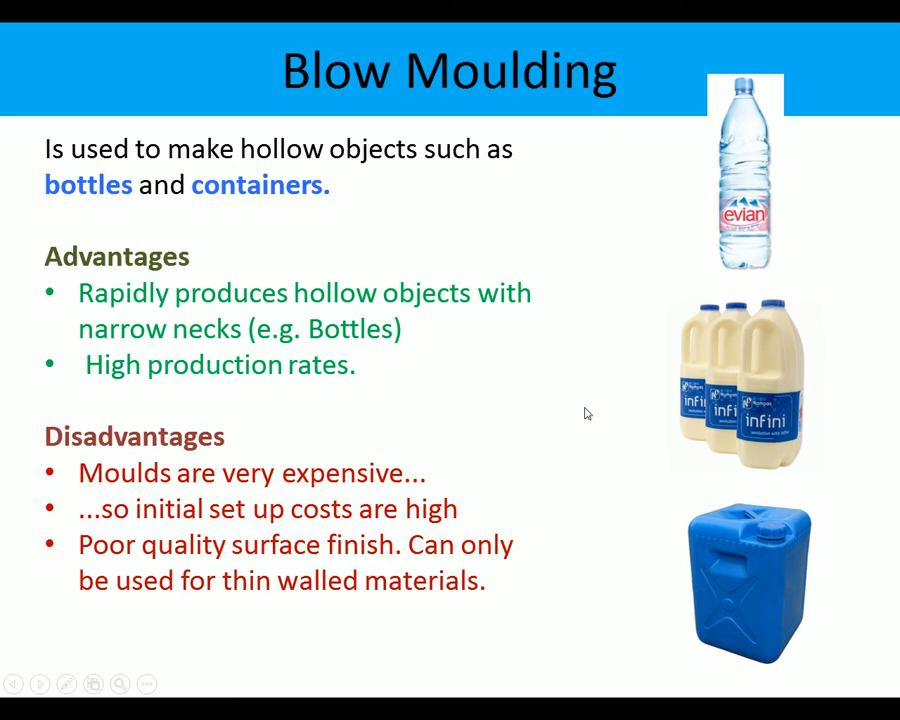 Blow Moulding
Is used to make hollow objects such as
bottles and containers.
Advantages
• Rapidly produces hollow objects with
narrow necks (e.g. Bottles)
• High production rates.
Disadvantages
• Moulds are very expensive...
• ...so initial set up costs are high
• Poor quality surface finish. Can only
be used for thin walled materials.
evian
infini